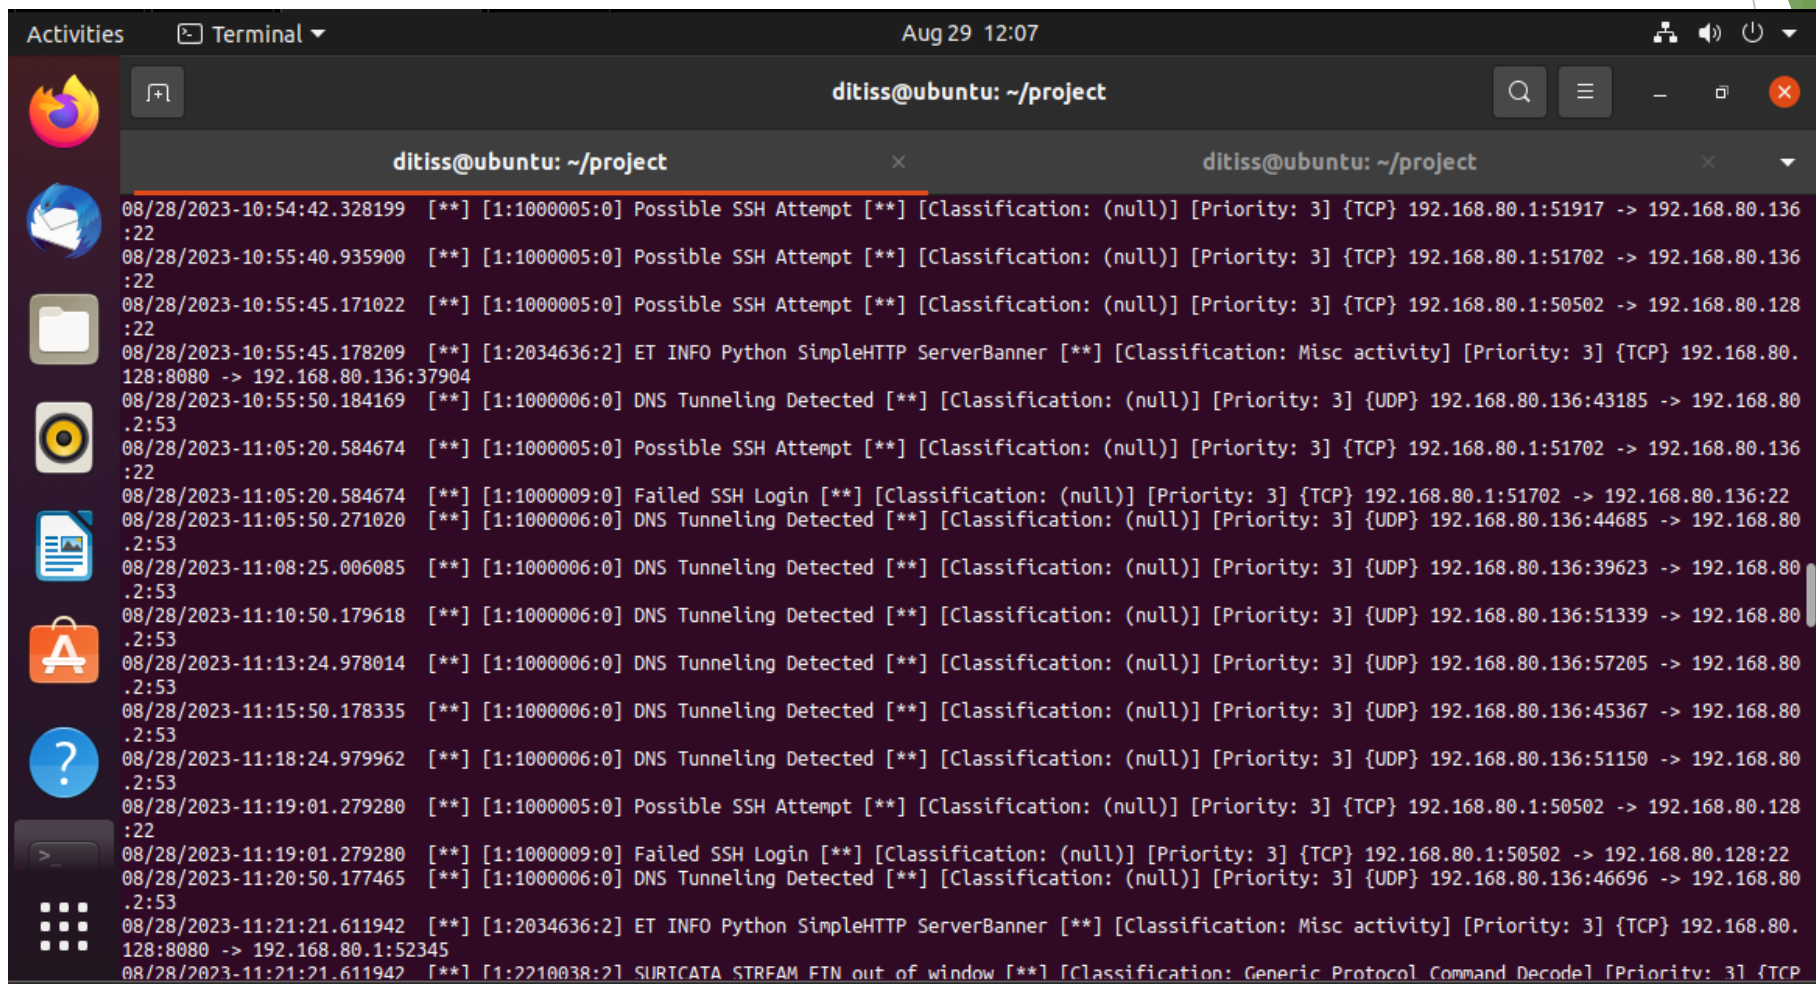 Activities
Terminal
Aug 29 12:07
ditiss@ubuntu: ~/project
ditiss@ubuntu: ~/project
ditiss@ubuntu: ~/project
08/28/2023-10:54:42.328199 [**] [1:1000005:0] Possible SSH Attempt [**] [Classification: (null)] [Priority: 3] {TCP} 192.168.80.1:51917 -> 192.168.80.136
:22
08/28/2023-10:55:40.935900 [**] [1:1000005:0] Possible SSH Attempt [**] [Classification: (null)] [Priority: 3] {TCP} 192.168.80.1:51702 -> 192.168.80.136
:22
08/28/2023-10:55:45.171022 [**] [1:1000005:0] Possible SSH Attempt [**] [Classification: (null)] [Priority: 3] {TCP} 192.168.80.1:50502 -> 192.168.80.128
:22
08/28/2023-10:55:45.178209 [**] [1:2034636:2] ET INFO Python SimpleHTTP ServerBanner [**] [Classification: Misc activity] [Priority: 3] {TCP} 192.168.80.
128:8080 -> 192.168.80.136:37904
08/28/2023-10:55:50.184169 [**] [1:1000006:0] DNS Tunneling Detected [**] [Classification: (null)] [Priority: 3] {UDP} 192.168.80.136:43185 -> 192.168.80
.2:53
08/28/2023-11:05:20.584674 [**] [1:1000005:0] Possible SSH Attempt [**] [Classification: (null)] [Priority: 3] {TCP} 192.168.80.1:51702 -> 192.168.80.136
:22
08/28/2023-11:05:20.584674 [**] [1:1000009:0] Failed SSH Login [**] [Classification: (null)] [Priority: 3] {TCP} 192.168.80.1:51702 -> 192.168.80.136:22
08/28/2023-11:05:50.271020 [**] [1:1000006:0] DNS Tunneling Detected [**] [Classification: (null)] [Priority: 3] {UDP} 192.168.80.136:44685 -> 192.168.80
.2:53
08/28/2023-11:08:25.006085 [**] [1:1000006:0] DNS Tunneling Detected [**] [Classification: (null)] [Priority: 3] {UDP} 192.168.80.136:39623 -> 192.168.80
.2:53
08/28/2023-11:10:50.179618 [**] [1:1000006:0] DNS Tunneling Detected [**] [Classification: (null)] [Priority: 3] {UDP} 192.168.80.136:51339 -> 192.168.80
.2:53
08/28/2023-11:13:24.978014 [**] [1:1000006:0] DNS Tunneling Detected [**] [Classification: (null)] [Priority: 3] {UDP} 192.168.80.136:57205 -> 192.168.80
.2:53
08/28/2023-11:15:50.178335 [**] [1:1000006:0] DNS Tunneling Detected [**] [Classification: (null)] [Priority: 3] {UDP} 192.168.80.136:45367 -> 192.168.80
.2:53
08/28/2023-11:18:24.979962 [**] [1:1000006:0] DNS Tunneling Detected [**] [Classification: (null)] [Priority: 3] {UDP} 192.168.80.136:51150 -> 192.168.80
.2:53
08/28/2023-11:19:01.279280 [**] [1:1000005:0] Possible SSH Attempt [**] [Classification: (null)] [Priority: 3] {TCP} 192.168.80.1:50502 -> 192.168.80.128
:22
08/28/2023-11:19:01.279280 [**] [1:1000009:0] Failed SSH Login [**] [Classification: (null)] [Priority: 3] {TCP} 192.168.80.1:50502 -> 192.168.80.128:22
08/28/2023-11:20:50.177465 [**] [1:1000006:0] DNS Tunneling Detected [**] [Classification: (null)] [Priority: 3] {UDP} 192.168.80.136:46696 -> 192.168.80
.2:53
08/28/2023-11:21:21.611942 [**] [1:2034636:2] ET INFO Python SimpleHTTP ServerBanner [**] [Classification: Misc activity] [Priority: 3] {TCP} 192.168.80.
128:8080 -> 192.168.80.1:52345
08/28/2023-11:21:21.611942 [**] [1:2210038:2] SURICATA STREAM FIN out of window [**] [Classification: Generic Protocol Command Decode] [Priority: 3] {TCP